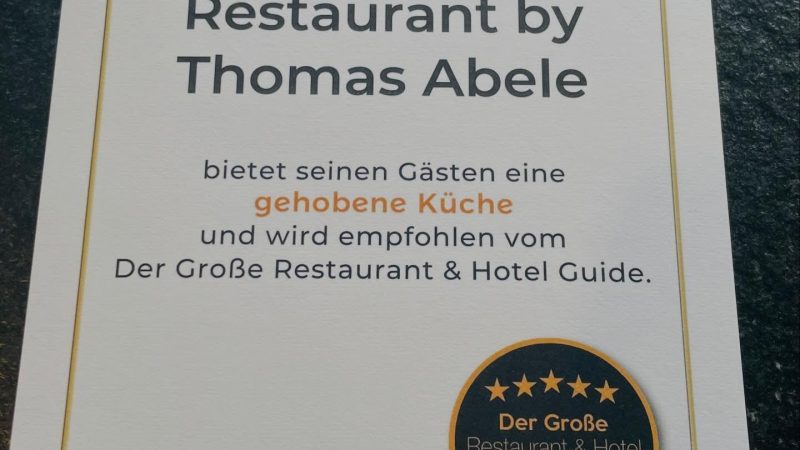 Restaurant by
Thomas Abele
bietet seinen Gästen eine
gehobene Küche
und wird empfohlen vom
Der Große Restaurant & Hotel Guide.
Der Große
Restaurant & Hotel